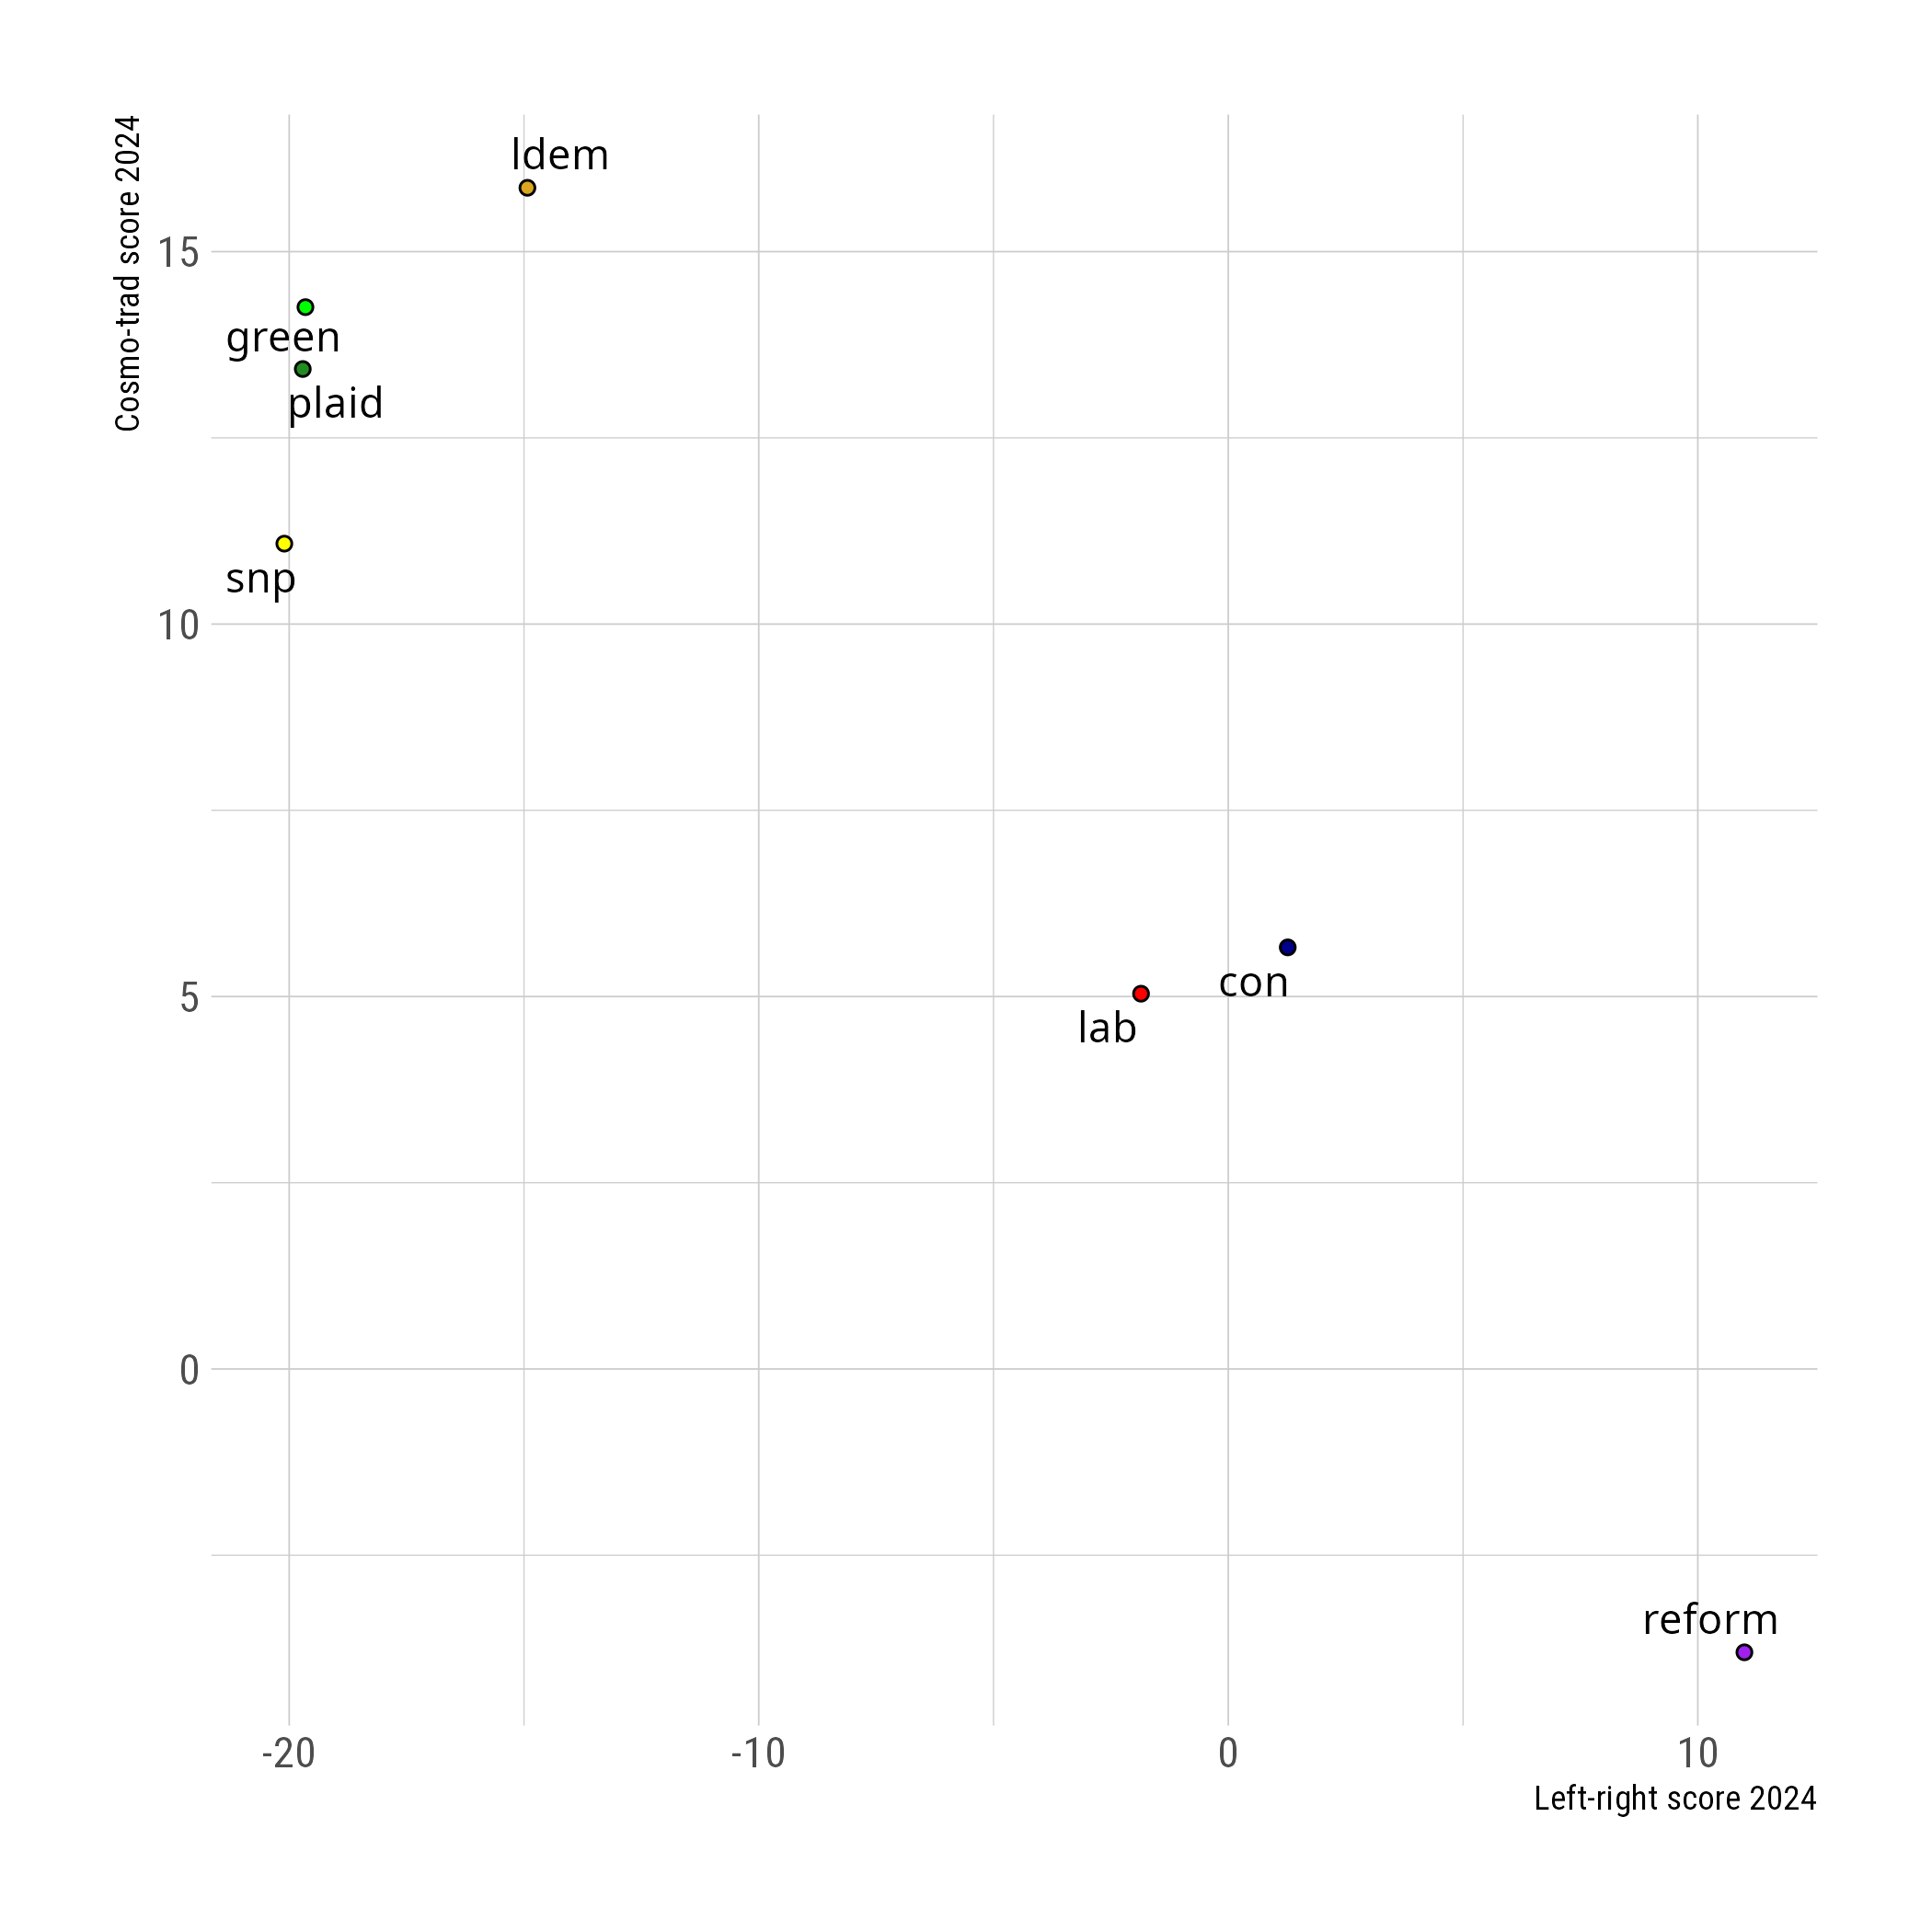 Cosmo-trad score 2024
15
10
5
0
ldem
green
plaid
snp
con
lab
reform
-20
-10
0
10
Left-right score 2024